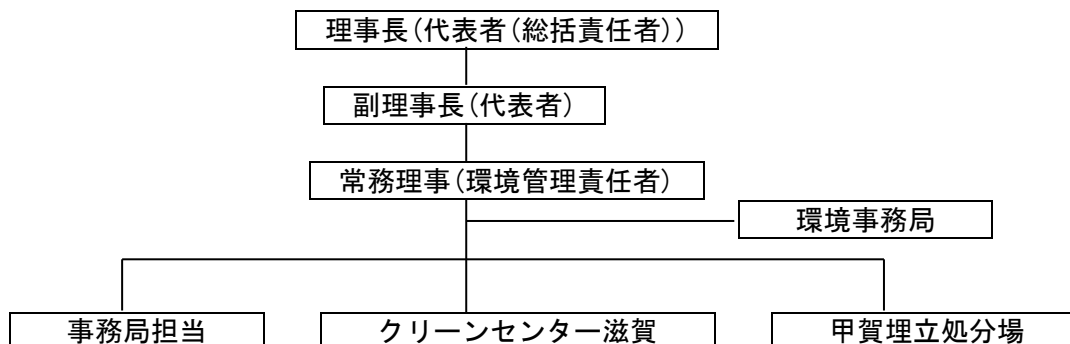 理事長(代表者(総括責任者))
副理事長(代表者)
常務理事(環境管理責任者)
環境事務局
事務局担当
クリーンセンター滋賀
甲賀埋立処分場